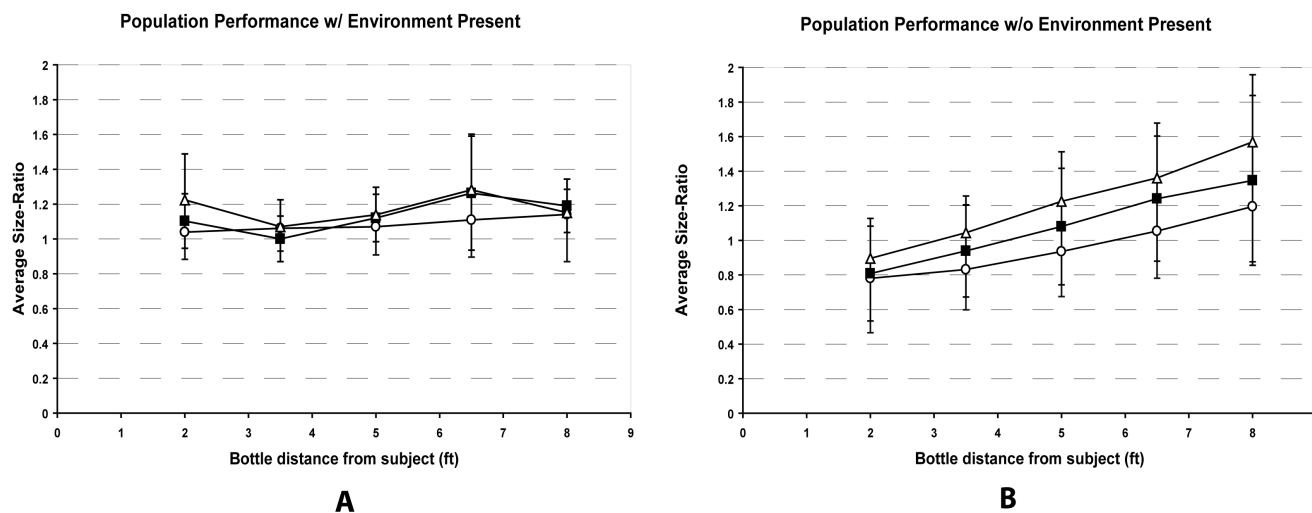 Population Performance w/ Environment Present
2
1.8
1.6
1.4
1.2
1
0.8
0.6
0.4
0.2
0
Average Size-Ratio
0 1 2 3 4 5 6 7 8 9
Bottle distance from subject (ft)
A
Population Performance w/o Environment Present
2
1.8
1.6
1.4
1.2
1
0.8
0.6
0.4
0.2
0
Average Size-Ratio
0 1 2 3 4 5 6 7 8
Bottle distance from subject (ft)
B